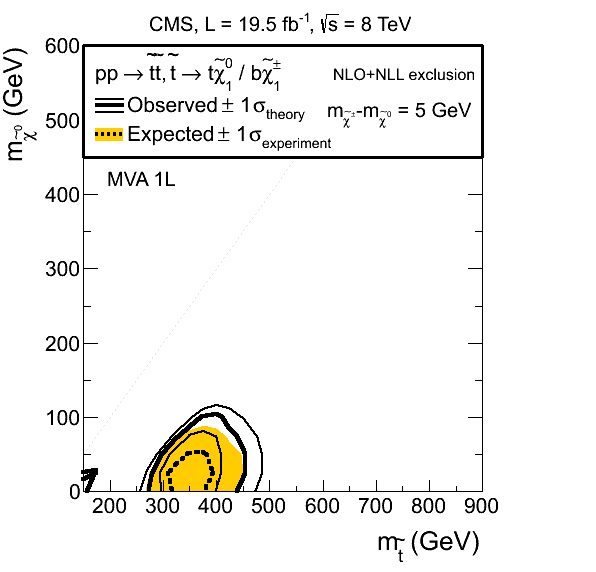 CMS, L = 19.5 fb⁻¹, √s = 8 TeV
pp → t̃t̃, t̃ → tχ̃₁⁰ / bχ̃₁±
NLO+NLL exclusion
Observed ± 1σtheory
mχ̃±-mχ̃⁰ = 5 GeV
Expected ± 1σexperiment
MVA 1L
600
500
400
300
200
100
0
mχ̃⁰ (GeV)
200 300 400 500 600 700 800 900
mt̃ (GeV)